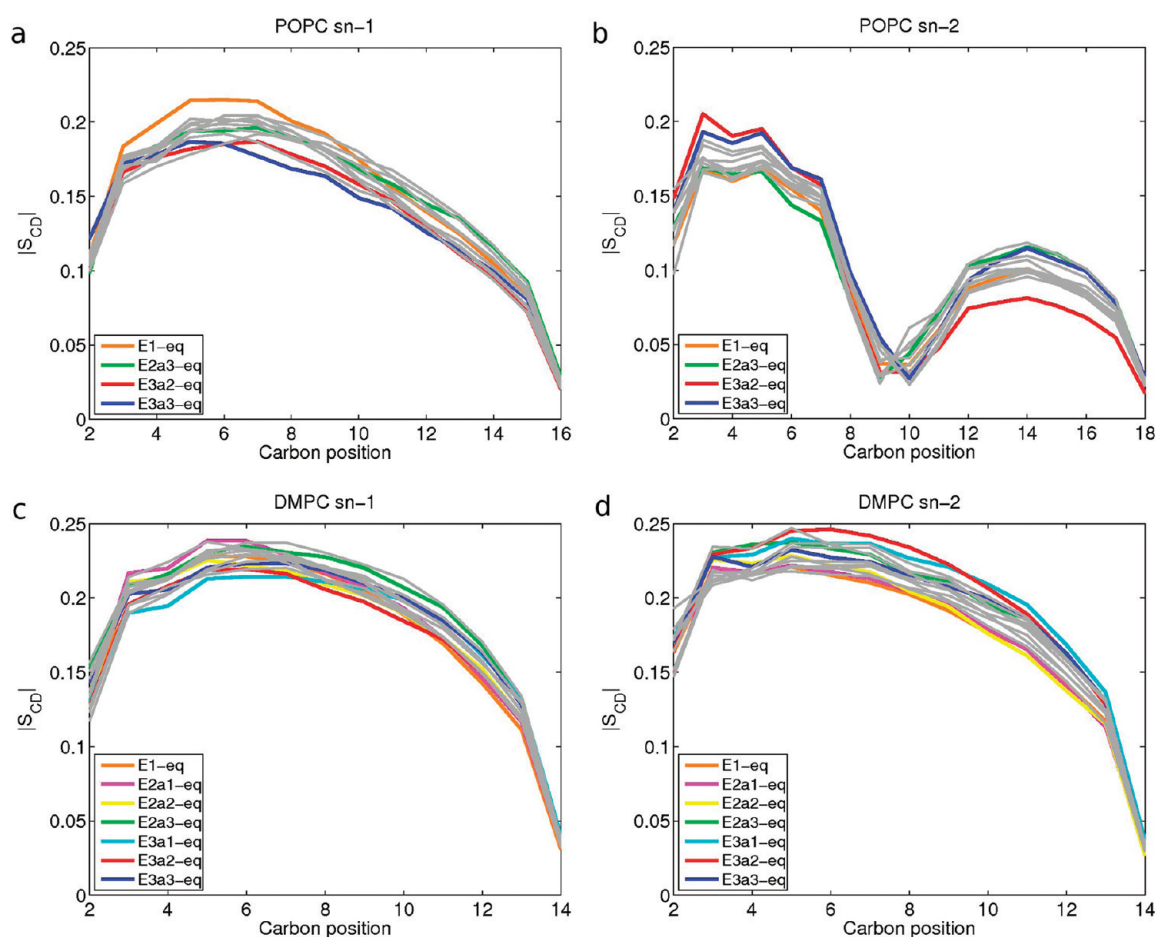 a
POPC sn-1
|S_CD|
0.25
0.2
0.15
0.1
0.05
0
E1-eq
E2a3-eq
E3a2-eq
E3a3-eq
2 4 6 8 10 12 14 16
Carbon position
b
POPC sn-2
|S_CD|
0.25
0.2
0.15
0.1
0.05
0
E1-eq
E2a3-eq
E3a2-eq
E3a3-eq
2 4 6 8 10 12 14 16 18
Carbon position
c
DMPC sn-1
|S_CD|
0.25
0.2
0.15
0.1
0.05
0
E1-eq
E2a1-eq
E2a2-eq
E2a3-eq
E3a1-eq
E3a2-eq
E3a3-eq
2 4 6 8 10 12 14
Carbon position
d
DMPC sn-2
|S_CD|
0.25
0.2
0.15
0.1
0.05
0
E1-eq
E2a1-eq
E2a2-eq
E2a3-eq
E3a1-eq
E3a2-eq
E3a3-eq
2 4 6 8 10 12 14
Carbon position